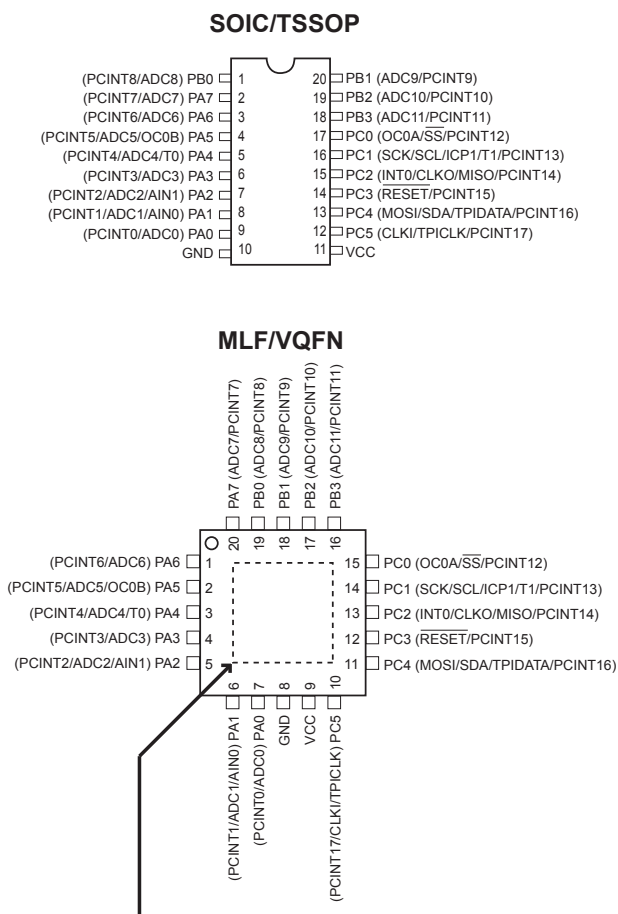 SOIC/TSSOP
(PCINT8/ADC8) PB0 1 20 PB1 (ADC9/PCINT9)
(PCINT7/ADC7) PA7 2 19 PB2 (ADC10/PCINT10)
(PCINT6/ADC6) PA6 3 18 PB3 (ADC11/PCINT11)
(PCINT5/ADC5/OC0B) PA5 4 17 PC0 (OC0A/SS/PCINT12)
(PCINT4/ADC4/T0) PA4 5 16 PC1 (SCK/SCL/ICP1/T1/PCINT13)
(PCINT3/ADC3) PA3 6 15 PC2 (INT0/CLKO/MISO/PCINT14)
(PCINT2/ADC2/AIN1) PA2 7 14 PC3 (RESET/PCINT15)
(PCINT1/ADC1/AIN0) PA1 8 13 PC4 (MOSI/SDA/TPIDATA/PCINT16)
(PCINT0/ADC0) PA0 9 12 PC5 (CLKI/TPICLK/PCINT17)
GND 10 11 VCC
MLF/VQFN
PA7 (ADC7/PCINT7)
PB0 (ADC8/PCINT8)
PB1 (ADC9/PCINT9)
PB2 (ADC10/PCINT10)
PB3 (ADC11/PCINT11)
20 19 18 17 16
(PCINT6/ADC6) PA6 1 15 PC0 (OC0A/SS/PCINT12)
(PCINT5/ADC5/OC0B) PA5 2 14 PC1 (SCK/SCL/ICP1/T1/PCINT13)
(PCINT4/ADC4/T0) PA4 3 13 PC2 (INT0/CLKO/MISO/PCINT14)
(PCINT3/ADC3) PA3 4 12 PC3 (RESET/PCINT15)
(PCINT2/ADC2/AIN1) PA2 5 11 PC4 (MOSI/SDA/TPIDATA/PCINT16)
6 7 8 9 10
(PCINT1/ADC1/AIN0) PA1
(PCINT0/ADC0) PA0
GND
VCC
(PCINT17/CLKI/TPICLK) PC5